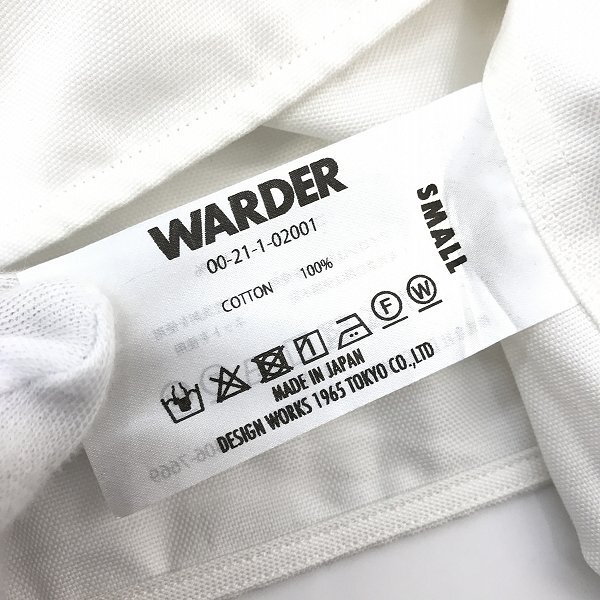 WARDER
00-21-1-02001
COTTON 100%
SMALL
F W
MADE IN JAPAN
DESIGN WORKS 1965 TOKYO CO.,LTD